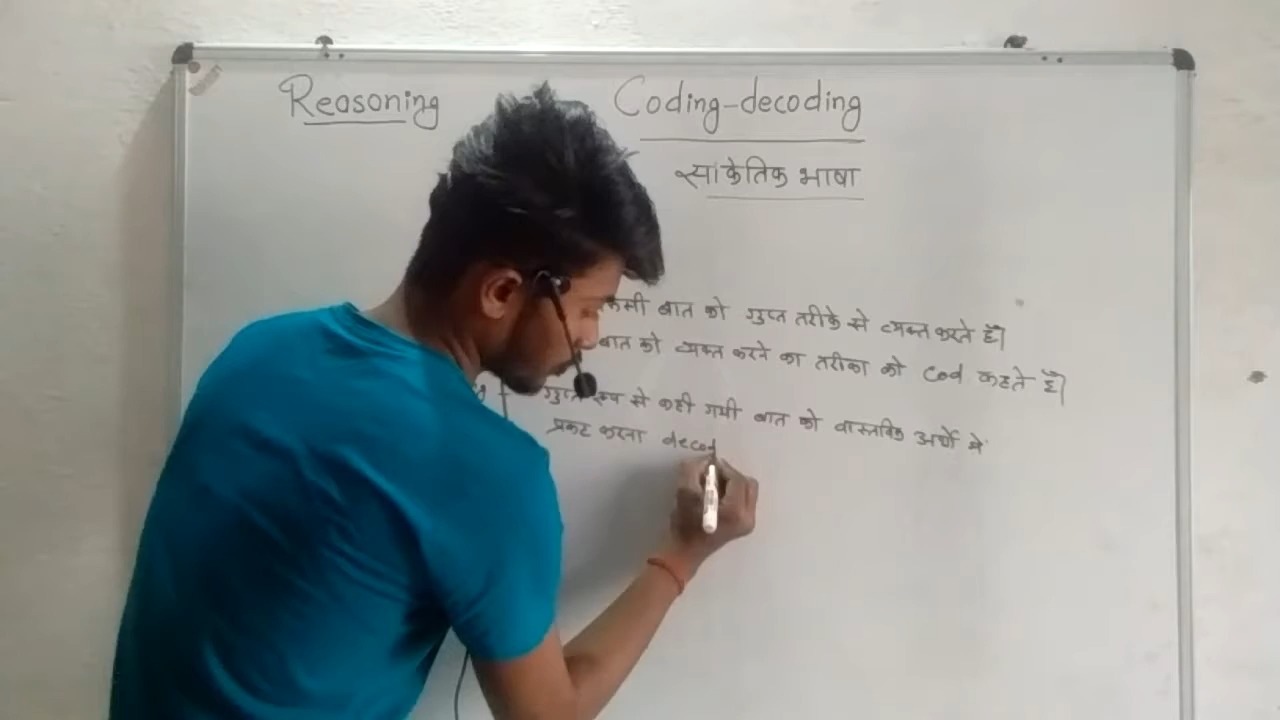 Reasoning
Coding-decoding
सांकेतिक भाषा
बात को गुप्त तरीके से व्यक्त करते हैं।
बात को व्यक्त करने का तरीका को Cod कहते हैं।
गुप्त रूप से कही गयी बात को वास्तविक अर्थो मे
प्रकट करना decod